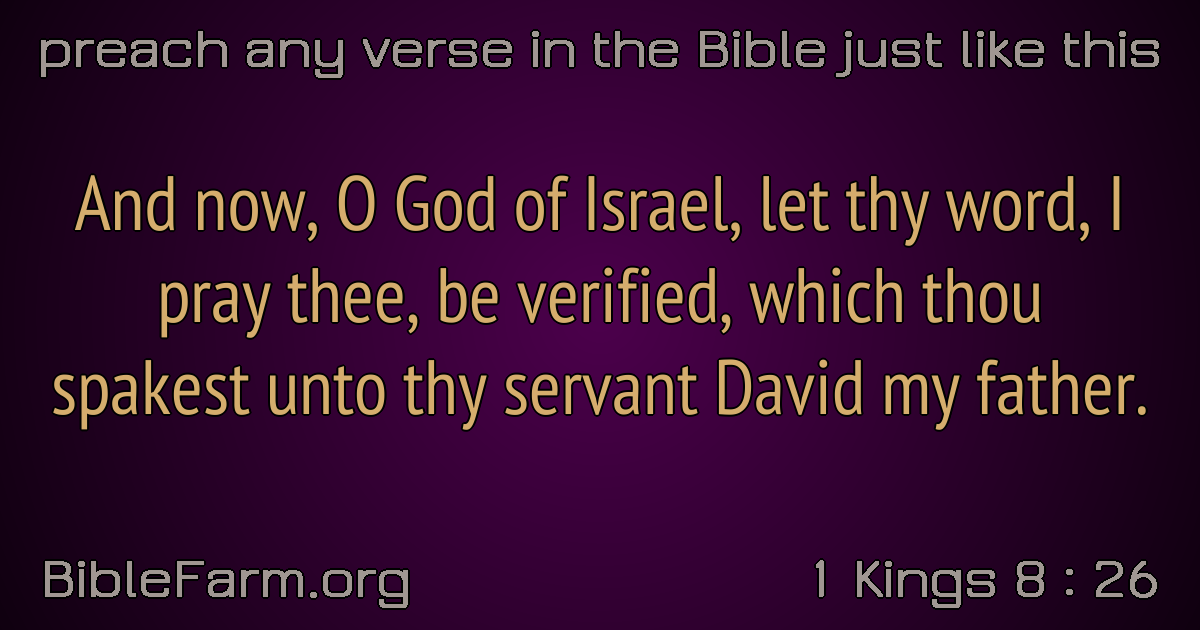 preach any verse in the Bible just like this
And now, O God of Israel, let thy word, I
pray thee, be verified, which thou
spakest unto thy servant David my father.
BibleFarm.org
1 Kings 8 : 26